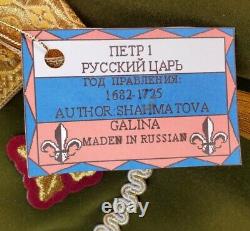 ПЕТР 1
РУССКИЙ ЦАРЬ
ГОД ПРАВЛЕНИЯ:
1682-1725
AUTHOR:SHAHMATOVA
GALINA
MADEN IN RUSSIAN